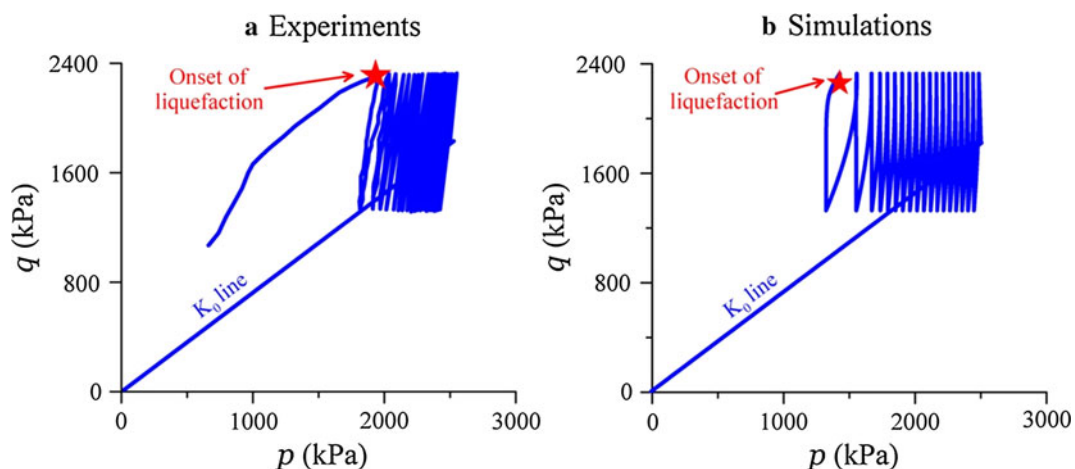 a Experiments
2400
1600
800
0
q (kPa)
Onset of
liquefaction
K₀ line
0
1000
2000
3000
p (kPa)
b Simulations
2400
1600
800
0
q (kPa)
Onset of
liquefaction
K₀ line
0
1000
2000
3000
p (kPa)